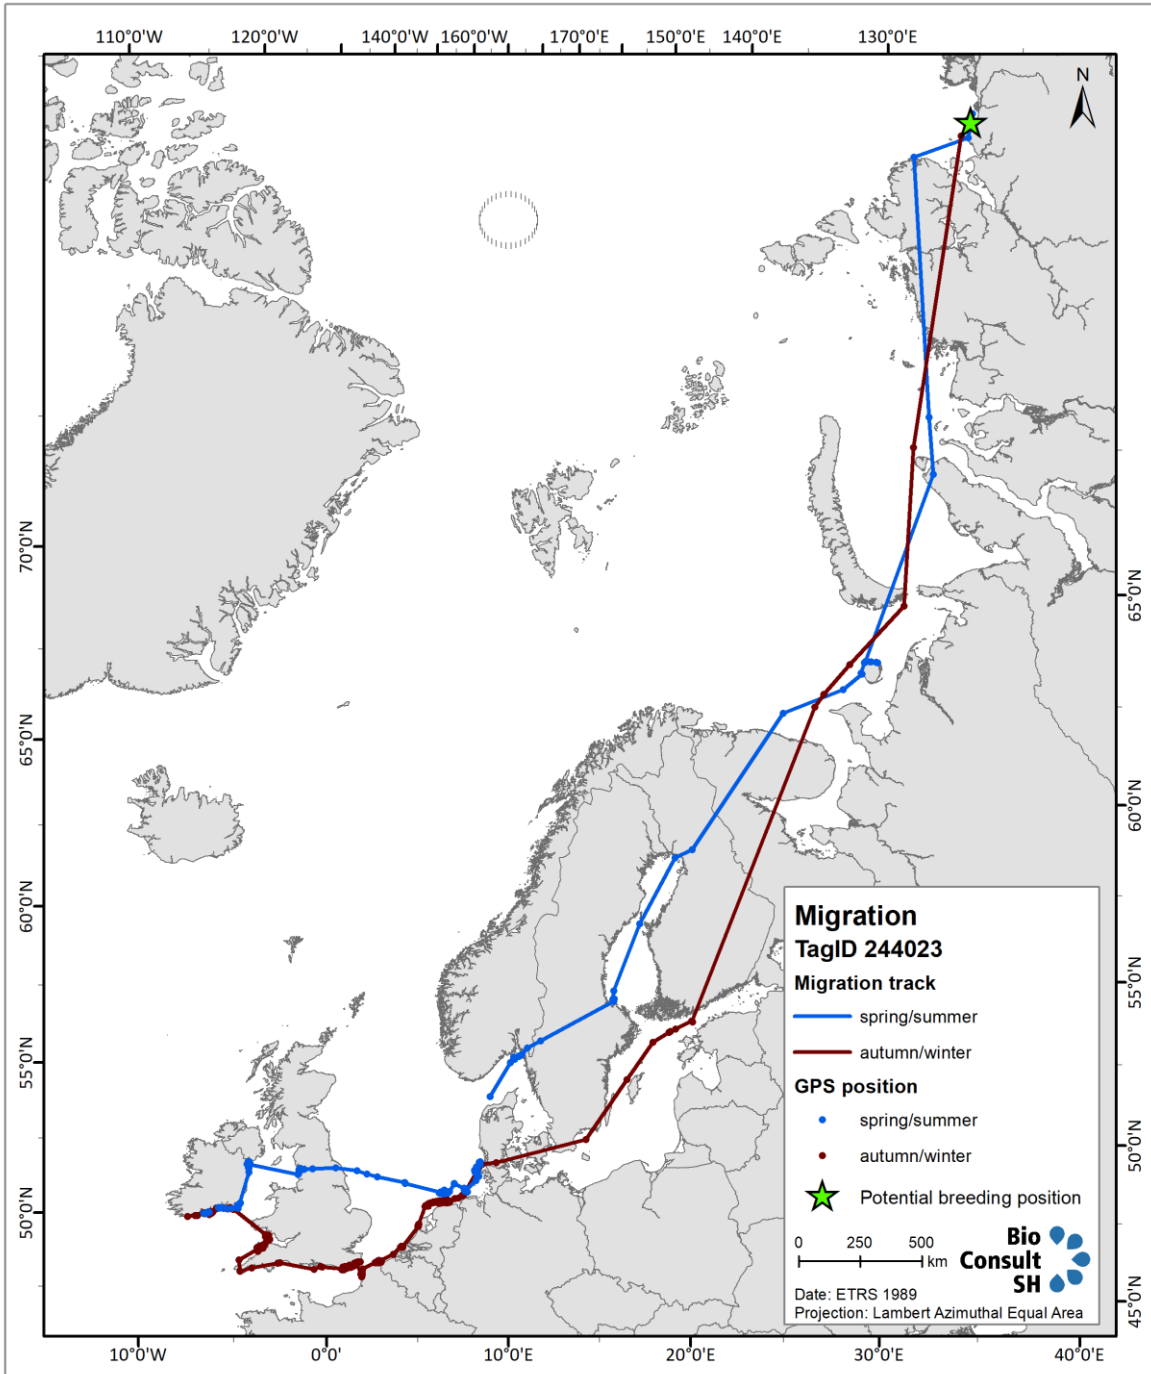 110°0'W 120°0'W 140°0'W 160°0'W 170°0'E 150°0'E 140°0'E 130°0'E
N
70°0'N
65°0'N
60°0'N
55°0'N
50°0'N
65°0'N
60°0'N
55°0'N
50°0'N
45°0'N
Migration
TagID 244023
Migration track
spring/summer
autumn/winter
GPS position
spring/summer
autumn/winter
Potential breeding position
0 250 500
km
Bio
Consult
SH
Date: ETRS 1989
Projection: Lambert Azimuthal Equal Area
10°0'W 0°0' 10°0'E 20°0'E 30°0'E 40°0'E